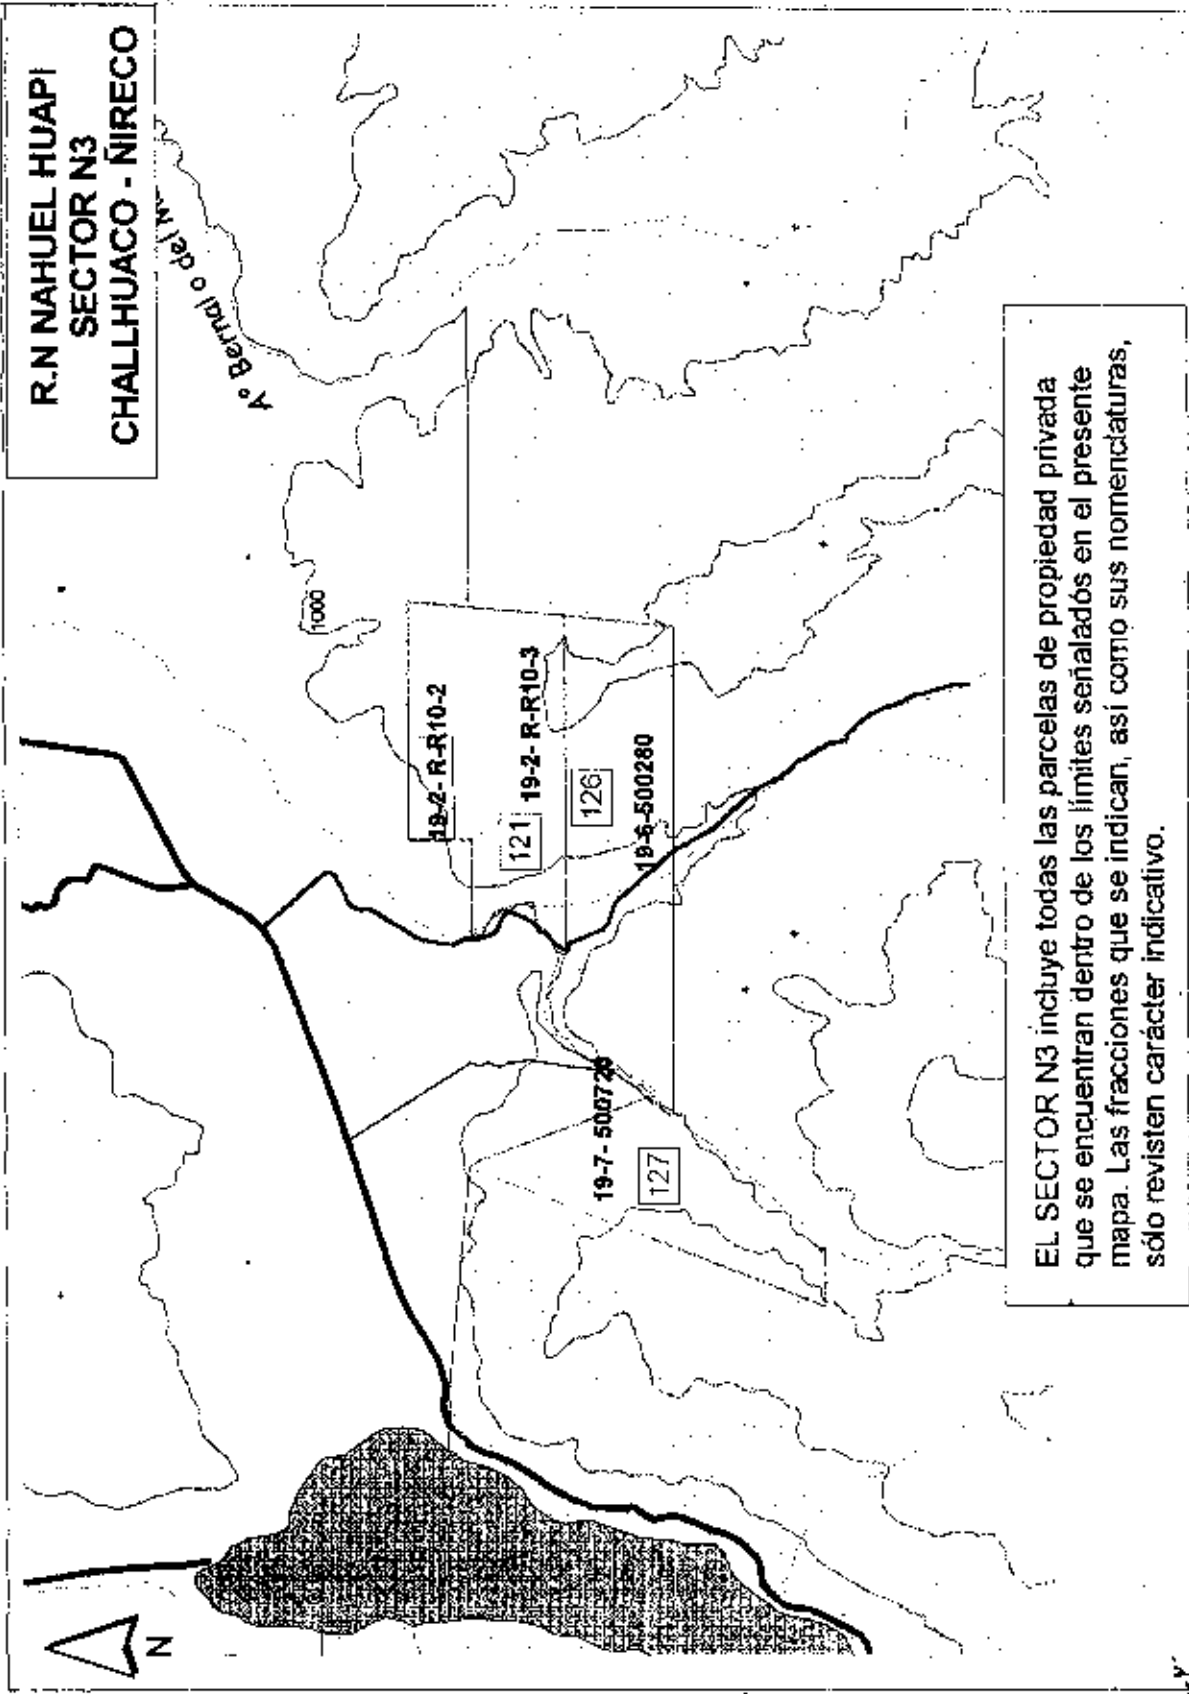 R.N NAHUEL HUAPI
SECTOR N3
CHALLHUACO - ÑIRECO
Aº Bernal o del
1000
19-2- R-R10-2
121
19-2- R-R10-3
126
19-6-500280
19-7- 500720
127
N
EL SECTOR N3 incluye todas las parcelas de propiedad privada
que se encuentran dentro de los límites señalados en el presente
mapa. Las fracciones que se indican, así como sus nomenclaturas,
sólo revisten carácter indicativo.